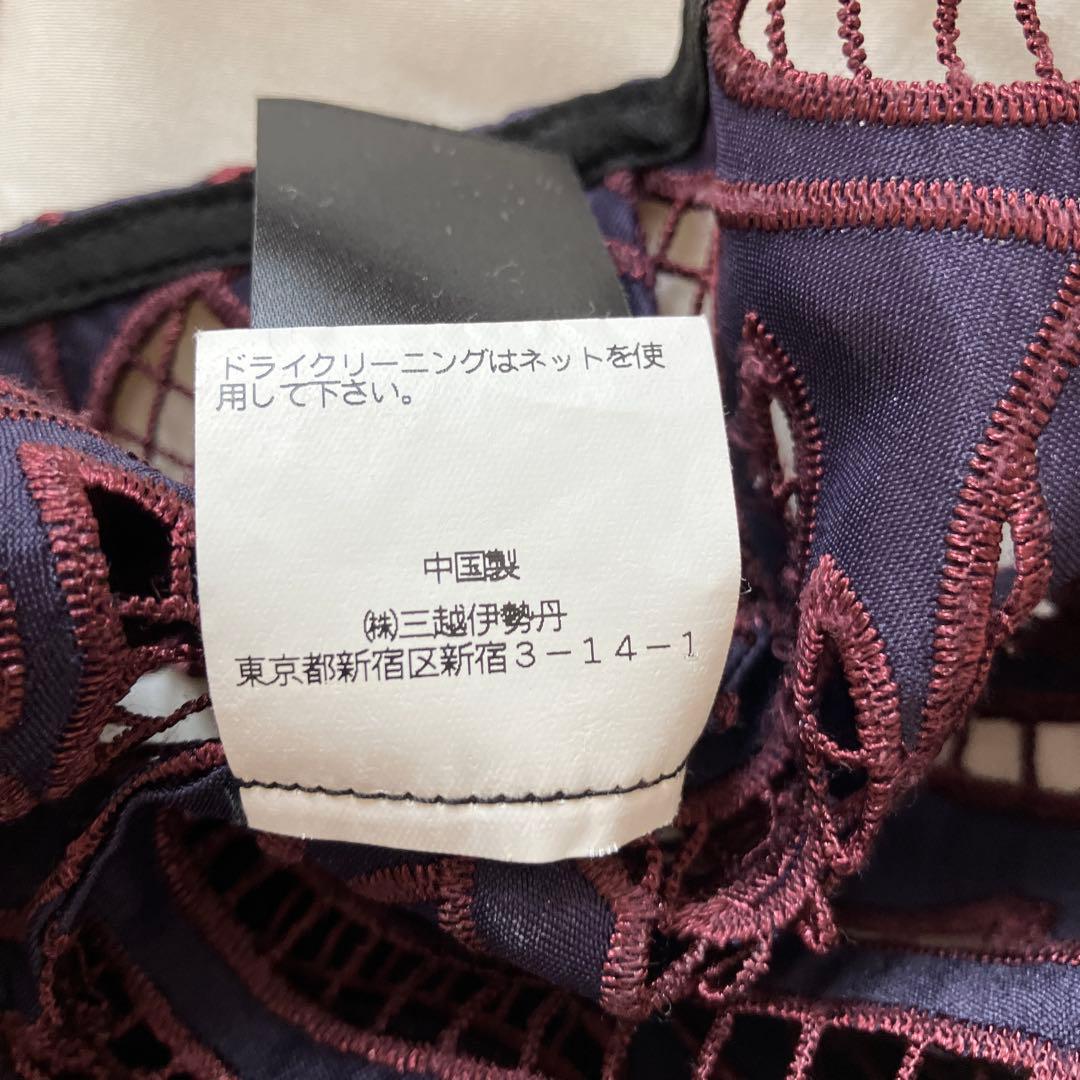 ドライクリーニングはネットを使
用して下さい。
中国製
㈱三越伊勢丹
東京都新宿区新宿３－１４－１